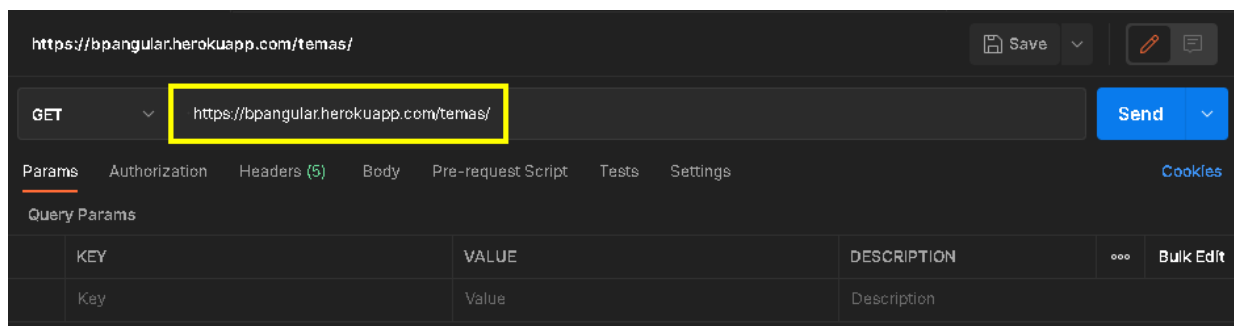 https://bpangular.herokuapp.com/temas/
Save
GET https://bpangular.herokuapp.com/temas/ Send
Params Authorization Headers (5) Body Pre-request Script Tests Settings Cookies
Query Params
KEY VALUE DESCRIPTION ooo Bulk Edit
Key Value Description